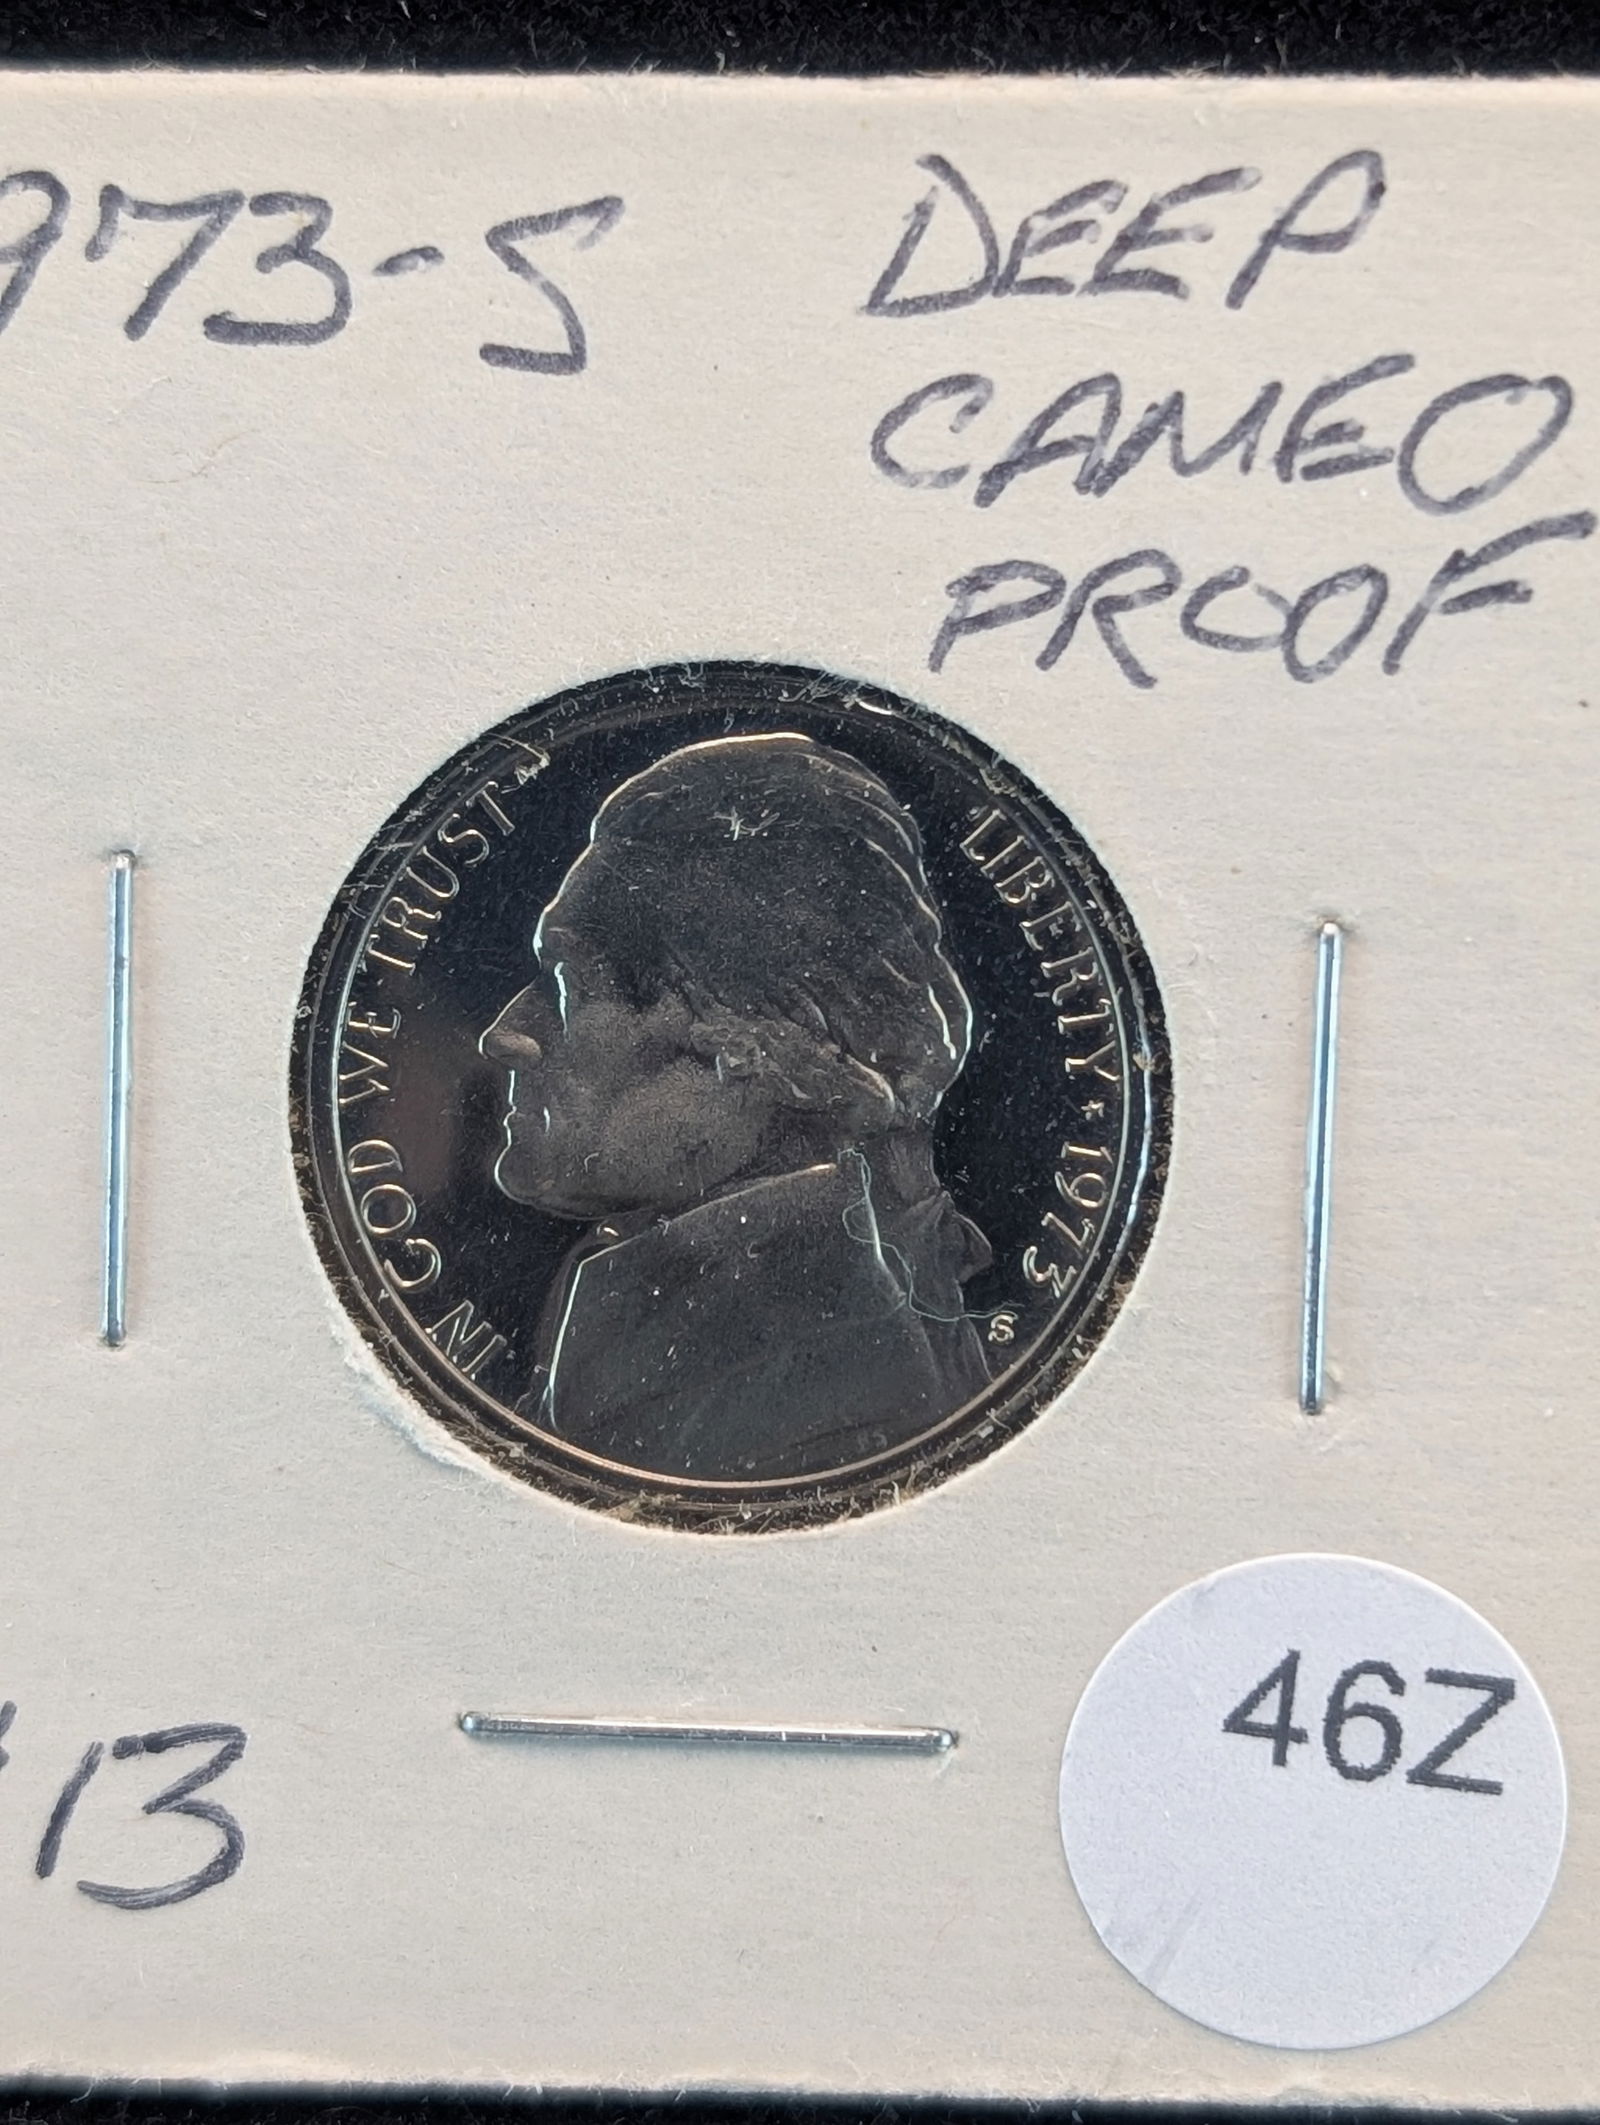 973-S
DEEP
CAMEO
PROOF
IN GOD WE TRUST
LIBERTY ★ 1973
S
13
46Z